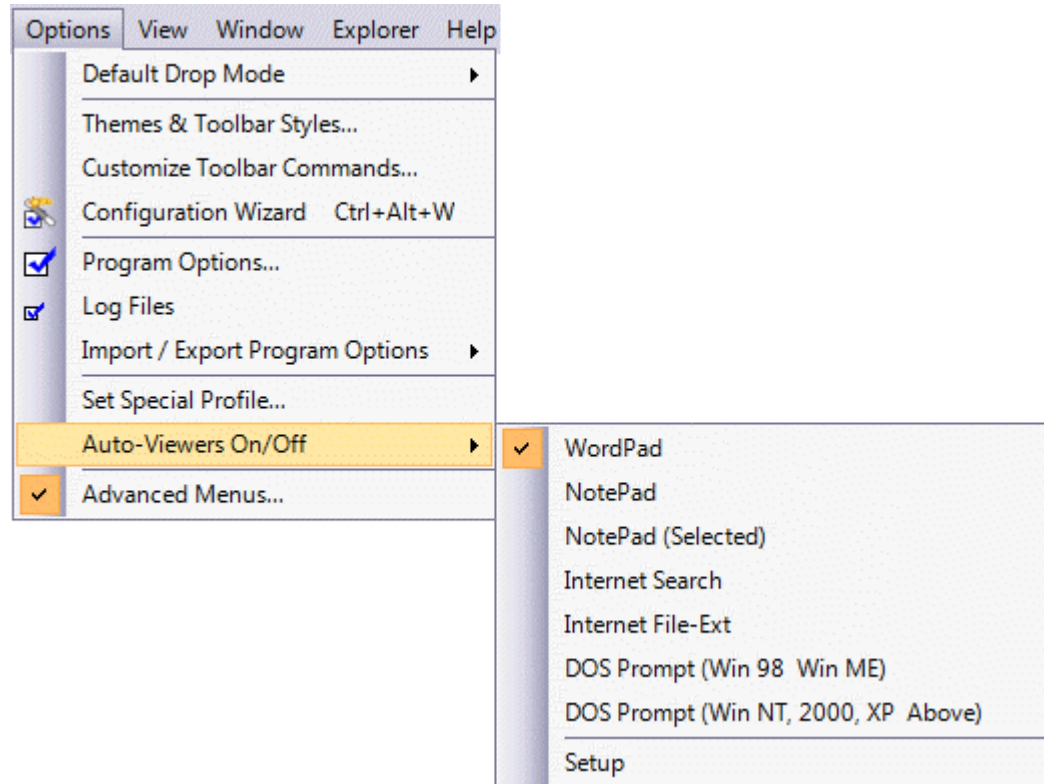 Options View Window Explorer Help
Default Drop Mode
Themes & Toolbar Styles...
Customize Toolbar Commands...
Configuration Wizard Ctrl+Alt+W
Program Options...
Log Files
Import / Export Program Options
Set Special Profile...
Auto-Viewers On/Off
Advanced Menus...
WordPad
NotePad
NotePad (Selected)
Internet Search
Internet File-Ext
DOS Prompt (Win 98 Win ME)
DOS Prompt (Win NT, 2000, XP Above)
Setup